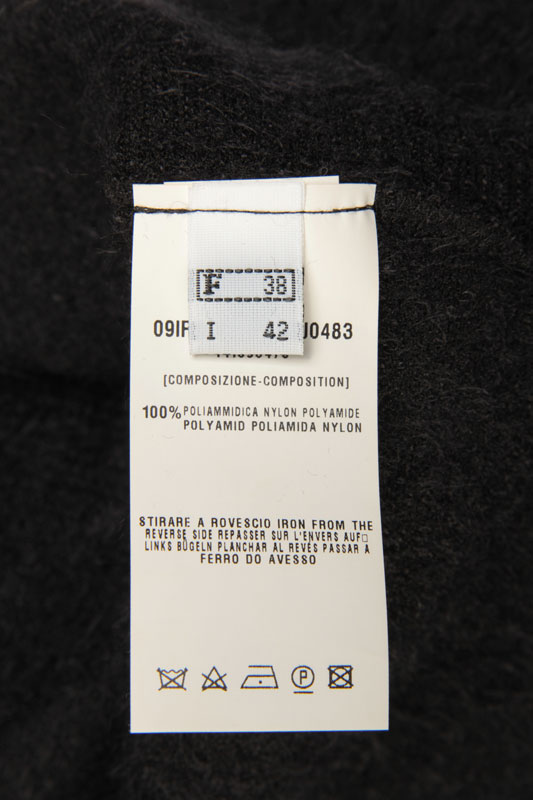 F 38
I 42
09IF
J0483
[COMPOSIZIONE-COMPOSITION]
100% POLIAMMIDICA NYLON POLYAMIDE
POLYAMID POLIAMIDA NYLON
STIRARE A ROVESCIO IRON FROM THE
REVERSE SIDE REPASSER SUR L'ENVERS AUF□
LINKS BÜGELN PLANCHAR AL REVÉS PASSAR A
FERRO DO AVESSO
P